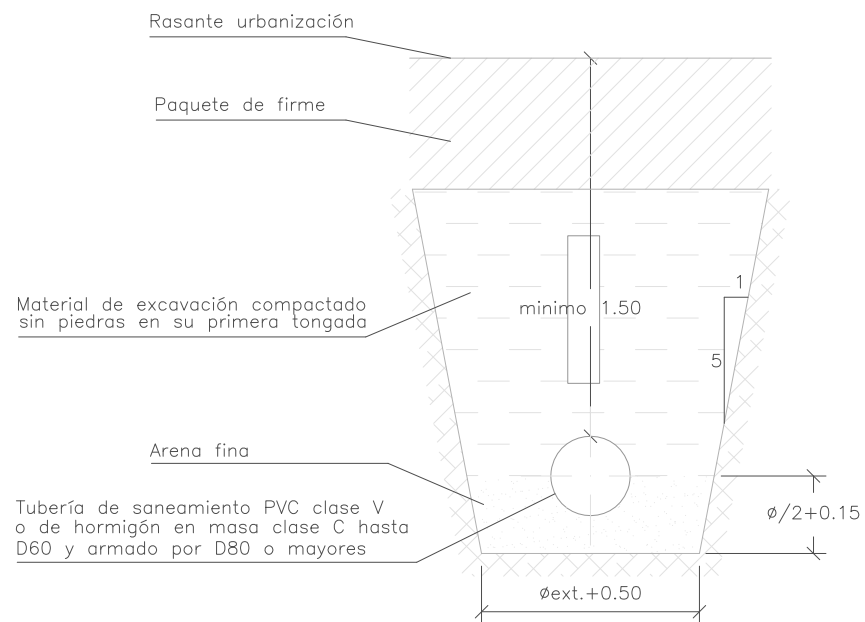 Rasante urbanización
Paquete de firme
Material de excavación compactado
sin piedras en su primera tongada
minimo 1.50
1
5
Arena fina
Tubería de saneamiento PVC clase V
o de hormigón en masa clase C hasta
D60 y armado por D80 o mayores
ø/2+0.15
øext.+0.50